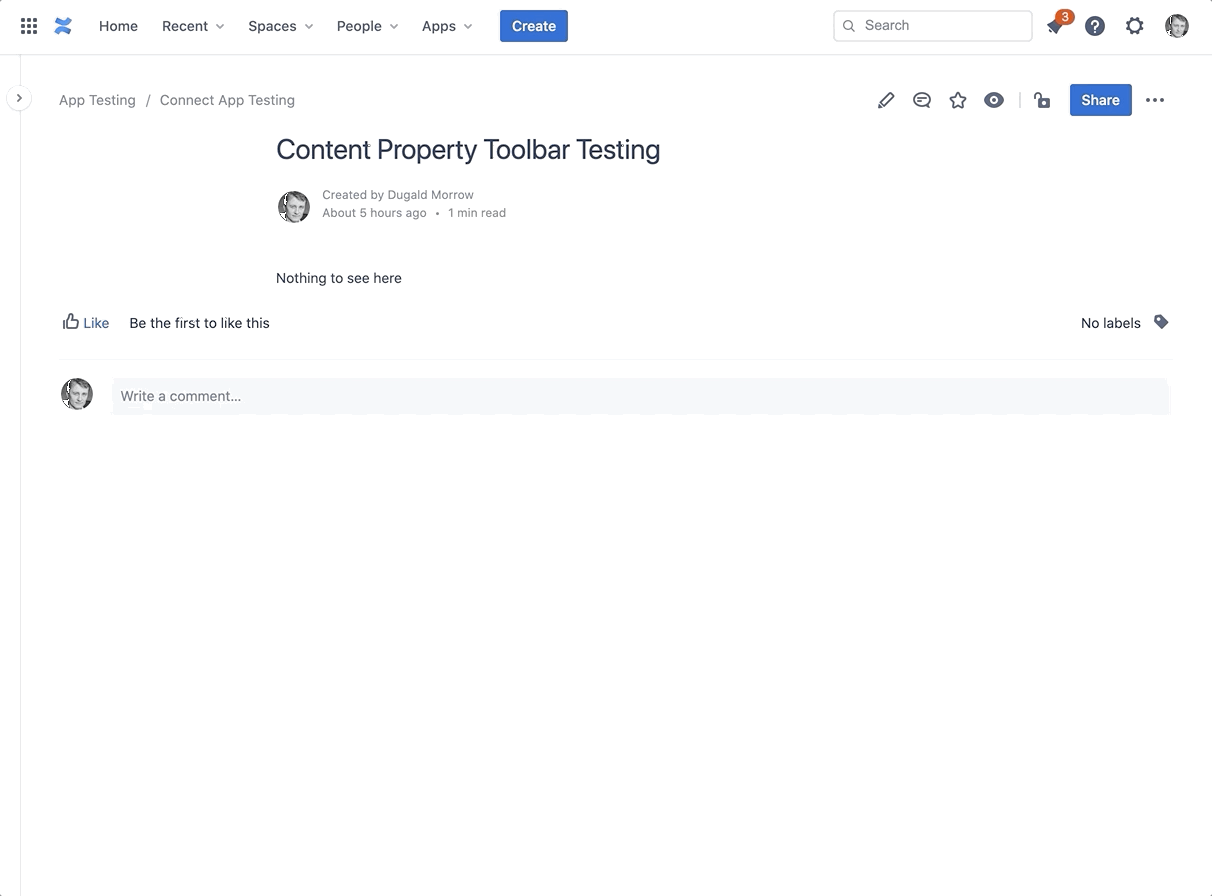 Home Recent Spaces People Apps Create Search 3
App Testing / Connect App Testing Share
Content Property Toolbar Testing
Created by Dugald Morrow
About 5 hours ago • 1 min read
Nothing to see here
Like Be the first to like this No labels
Write a comment...